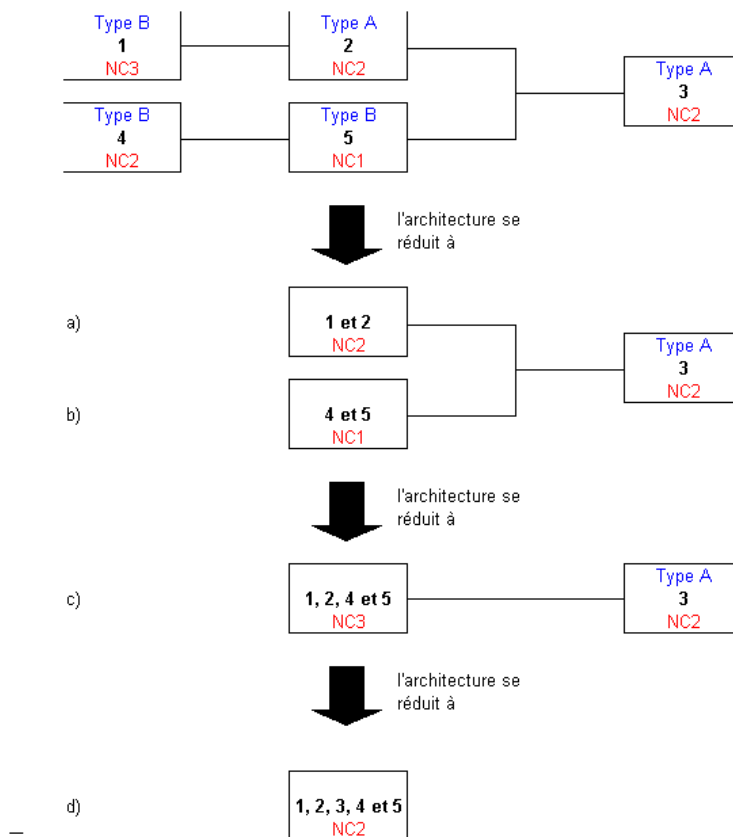 Type B
1
NC3
Type A
2
NC2
Type A
3
NC2
Type B
4
NC2
Type B
5
NC1
l'architecture se
réduit à
a)
1 et 2
NC2
Type A
3
NC2
b)
4 et 5
NC1
l'architecture se
réduit à
c)
1, 2, 4 et 5
NC3
Type A
3
NC2
l'architecture se
réduit à
d)
1, 2, 3, 4 et 5
NC2